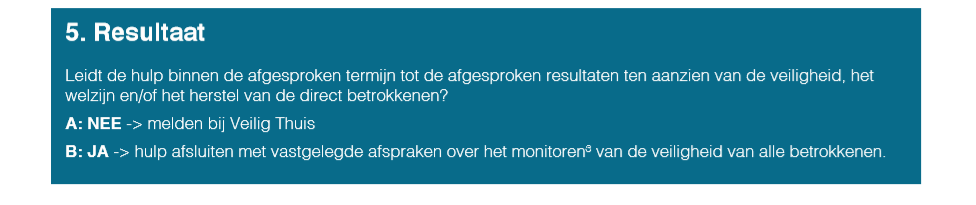 5. Resultaat
Leidt de hulp binnen de afgesproken termijn tot de afgesproken resultaten ten aanzien van de veiligheid, het
welzijn en/of het herstel van de direct betrokkenen?
A: NEE -> melden bij Veilig Thuis
B: JA -> hulp afsluiten met vastgelegde afspraken over het monitorenᵃ van de veiligheid van alle betrokkenen.